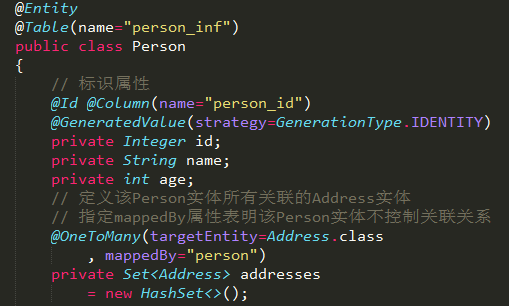 @Entity
@Table(name="person_inf")
public class Person
{
    // 标识属性
    @Id @Column(name="person_id")
    @GeneratedValue(strategy=GenerationType.IDENTITY)
    private Integer id;
    private String name;
    private int age;
    // 定义该Person实体所有关联的Address实体
    // 指定mappedBy属性表明该Person实体不控制关联关系
    @OneToMany(targetEntity=Address.class
        , mappedBy="person")
    private Set<Address> addresses
        = new HashSet<>();